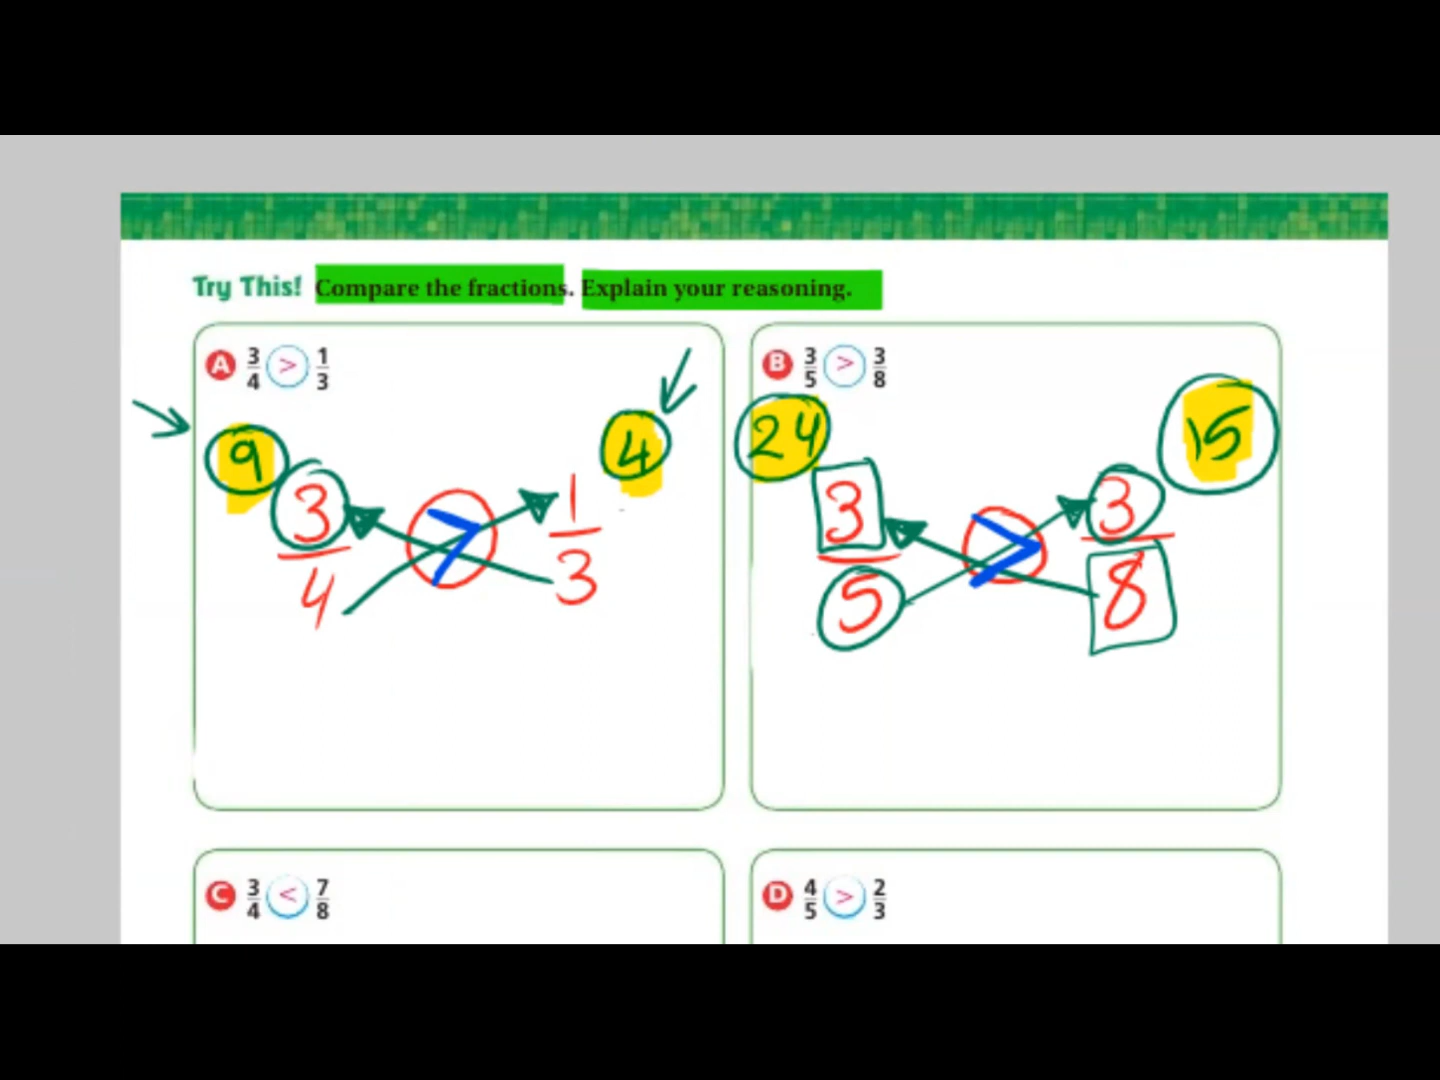 Try This! Compare the fractions. Explain your reasoning.
A 3/4 > 1/3
B 3/5 > 3/8
9 4
3/4 > 1/3
24 15
3/5 > 3/8
C 3/4 < 7/8
D 4/5 > 2/3